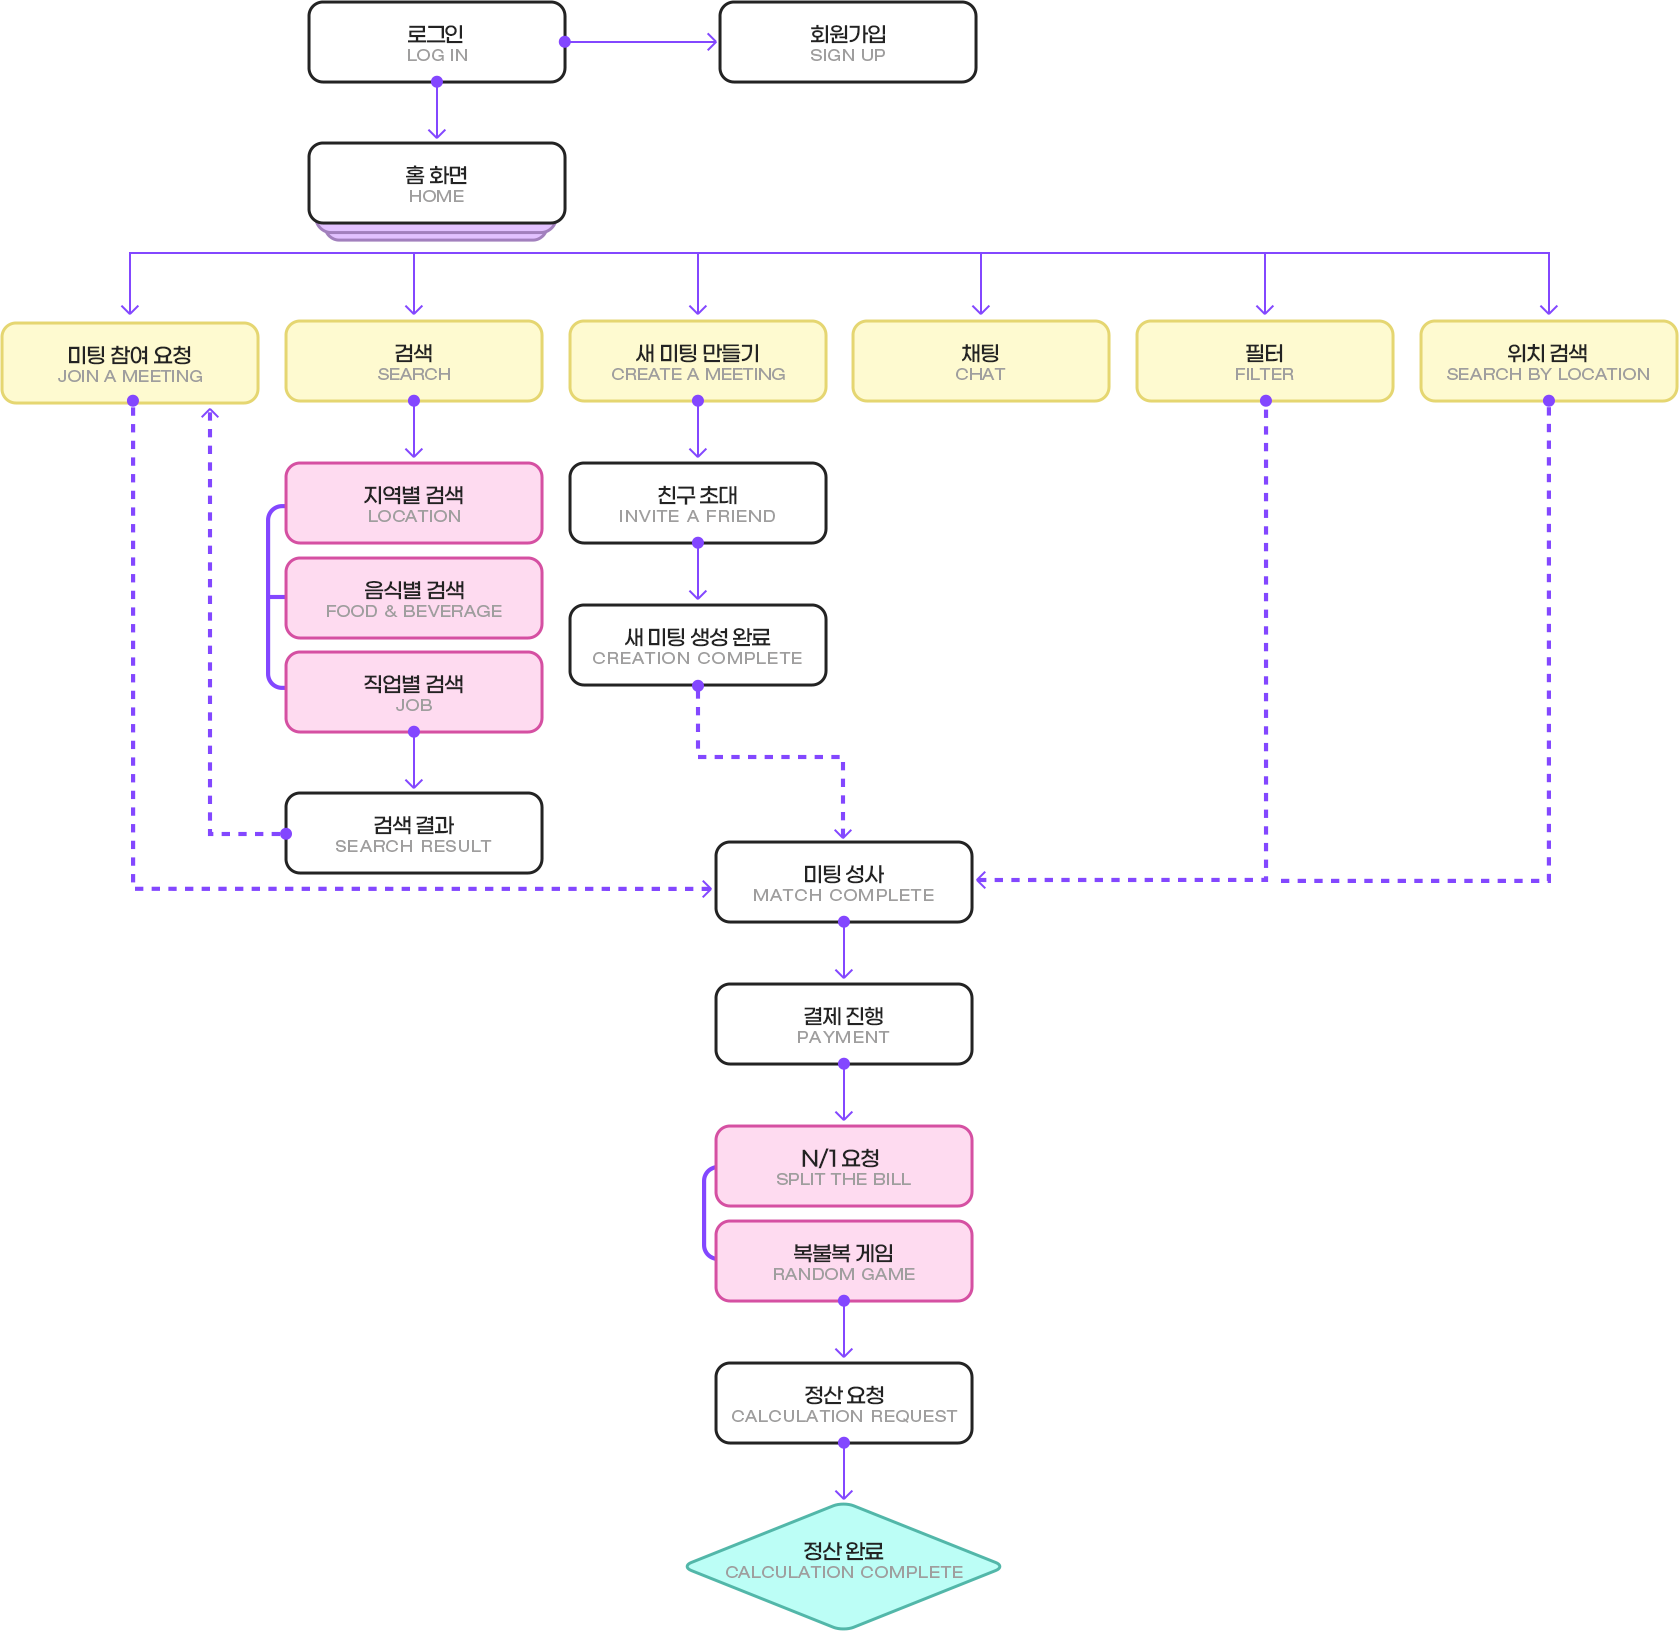 로그인
LOG IN
회원가입
SIGN UP
홈 화면
HOME
미팅 참여 요청
JOIN A MEETING
검색
SEARCH
새 미팅 만들기
CREATE A MEETING
채팅
CHAT
필터
FILTER
위치 검색
SEARCH BY LOCATION
지역별 검색
LOCATION
음식별 검색
FOOD & BEVERAGE
직업별 검색
JOB
검색 결과
SEARCH RESULT
친구 초대
INVITE A FRIEND
새 미팅 생성 완료
CREATION COMPLETE
미팅 성사
MATCH COMPLETE
결제 진행
PAYMENT
N/1 요청
SPLIT THE BILL
복불복 게임
RANDOM GAME
정산 요청
CALCULATION REQUEST
정산 완료
CALCULATION COMPLETE